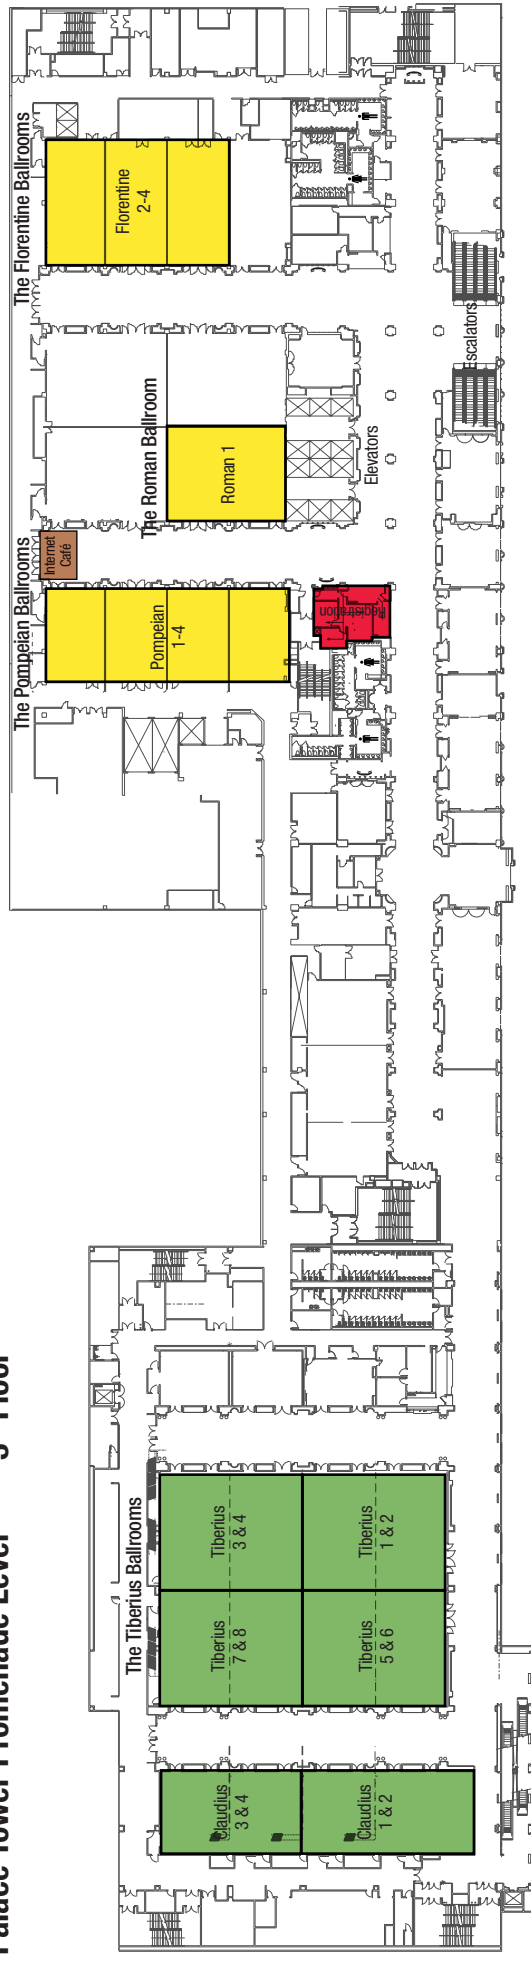 Palace Tower Promenade Level
Floor
The Florentine Ballrooms
Florentine
2-4
The Roman Ballroom
Roman 1
Escalators
Elevators
The Pompeian Ballrooms
Internet
Café
Pompeian
1-4
Registration
The Tiberius Ballrooms
Tiberius
3 & 4
Tiberius
1 & 2
Tiberius
7 & 8
Tiberius
5 & 6
Claudius
3 & 4
Claudius
1 & 2